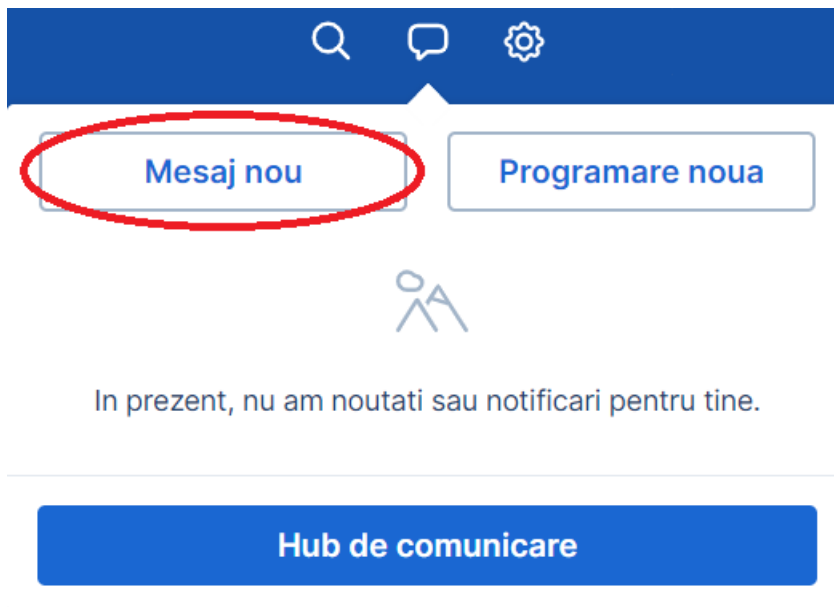 Mesaj nou
Programare noua
In prezent, nu am noutati sau notificari pentru tine.
Hub de comunicare